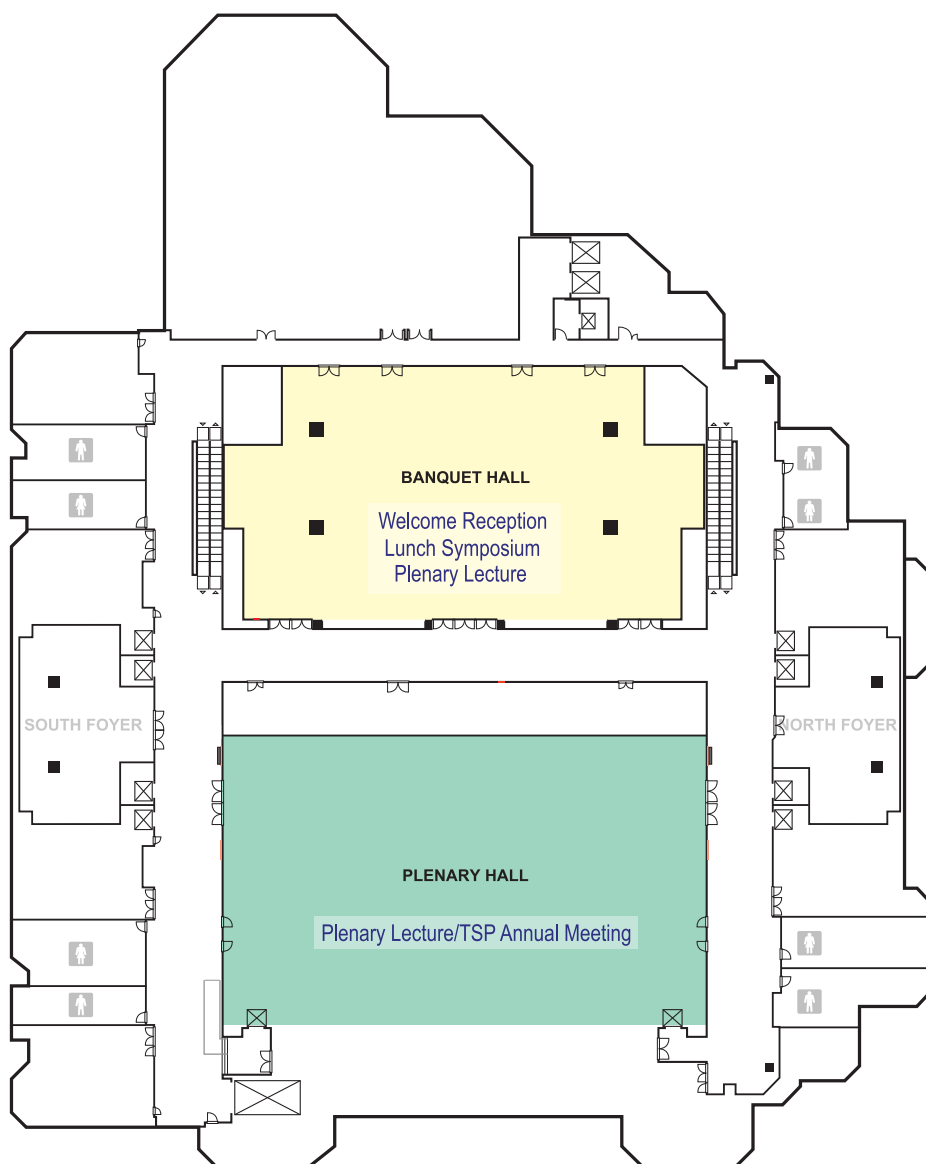 BANQUET HALL
Welcome Reception
Lunch Symposium
Plenary Lecture
SOUTH FOYER
NORTH FOYER
PLENARY HALL
Plenary Lecture/TSP Annual Meeting